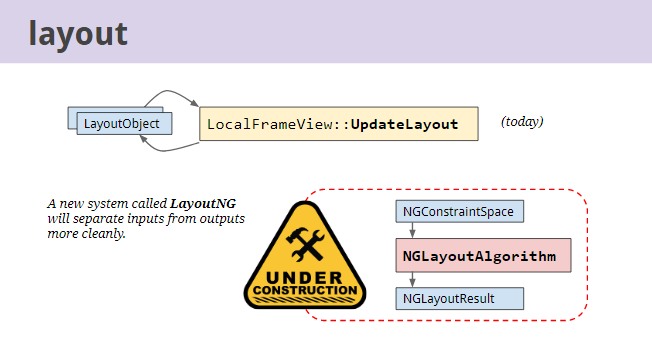 layout
LayoutObject
LocalFrameView::UpdateLayout
(today)
A new system called LayoutNG
will separate inputs from outputs
more cleanly.
UNDER
CONSTRUCTION
NGConstraintSpace
NGLayoutAlgorithm
NGLayoutResult